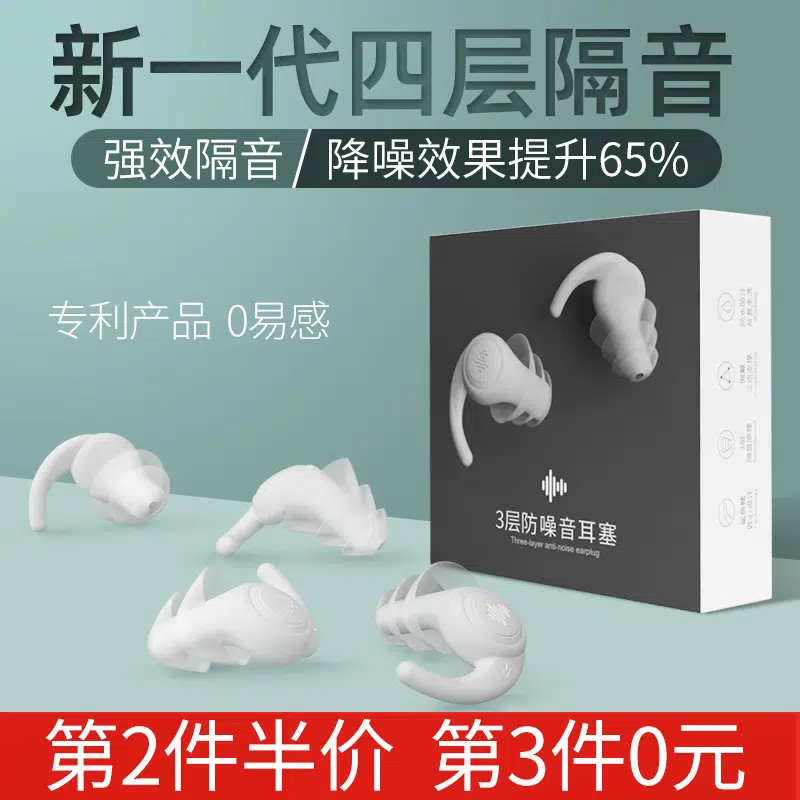 新一代四层隔音
强效隔音/降噪效果提升65%
专利产品 0易感
3层防噪音耳塞
Three-layer anti-noise earplug
第2件半价 第3件0元